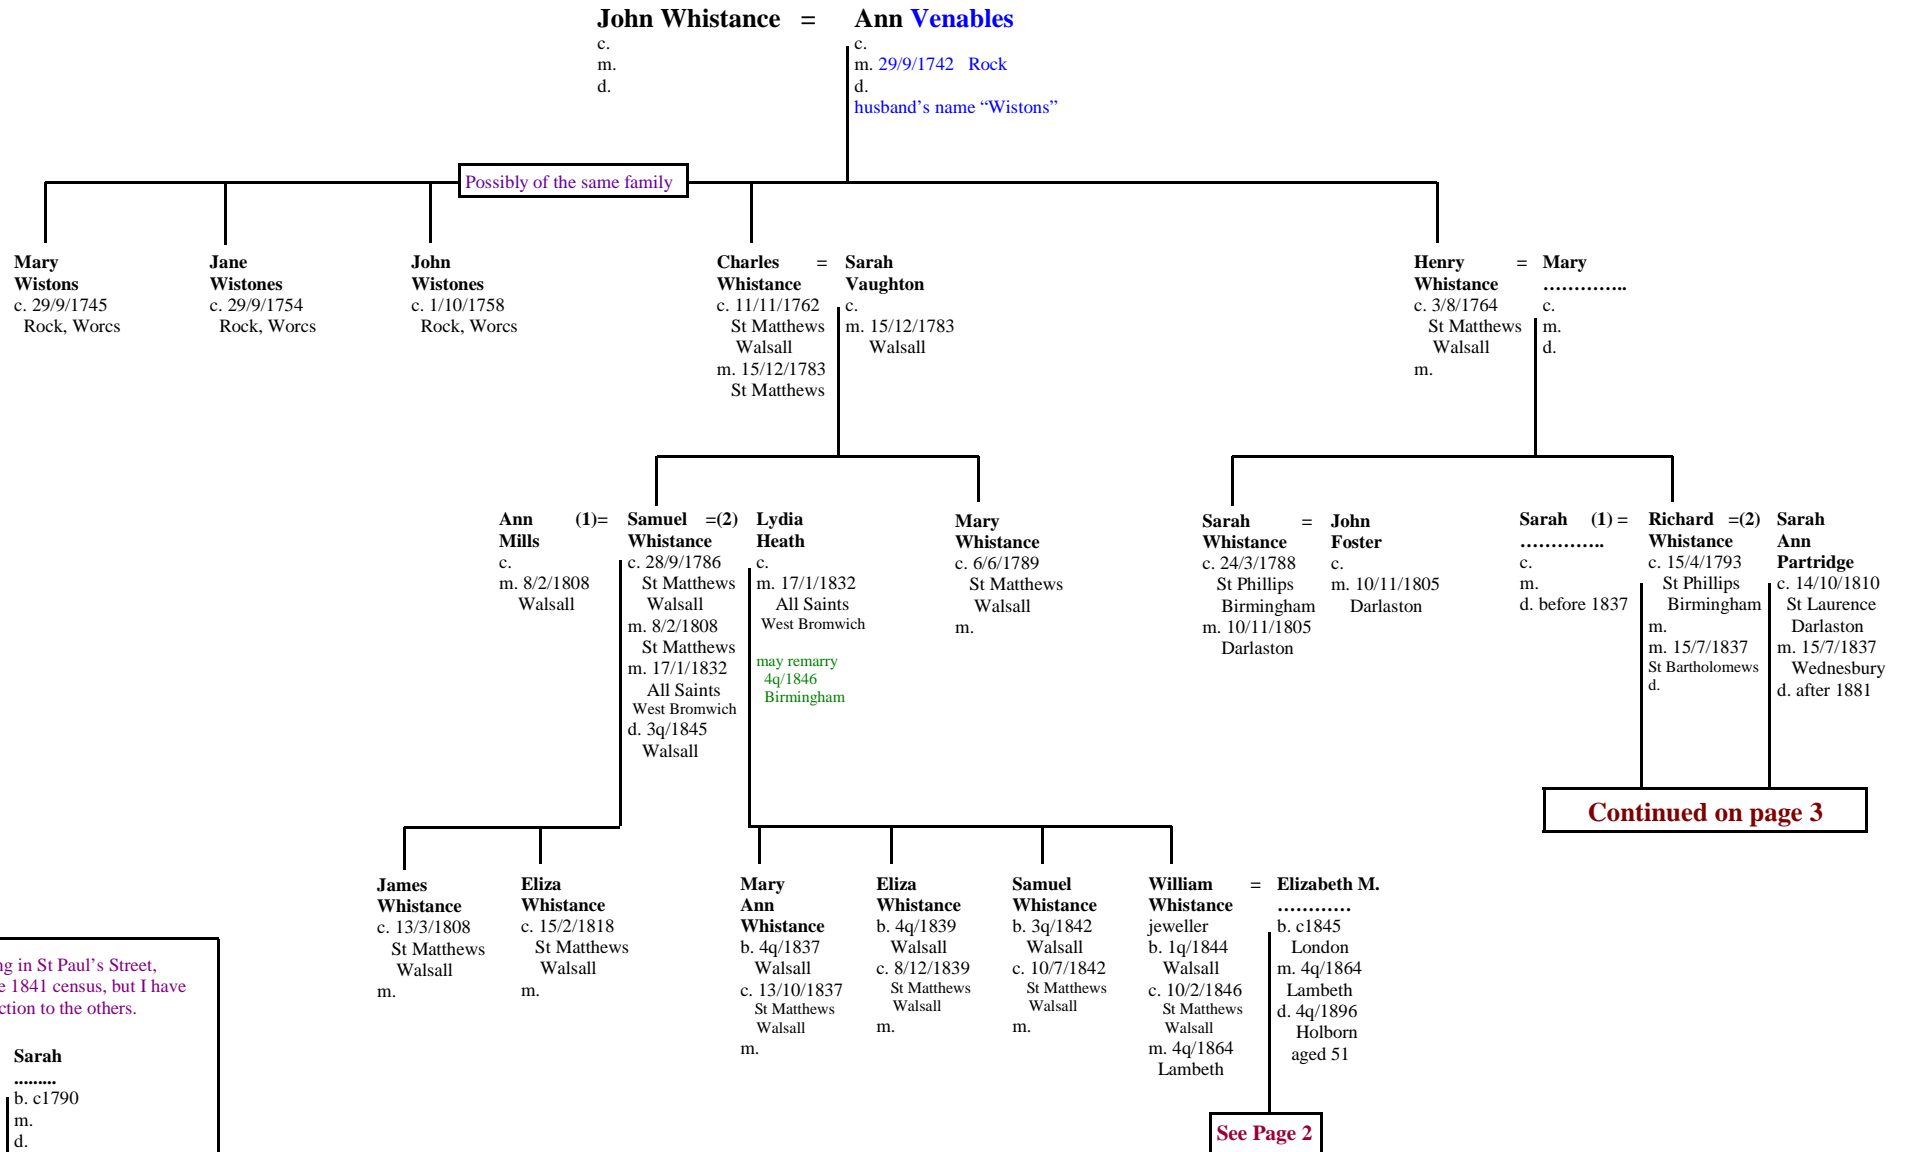 John Whistance = Ann Venables
c.
m.
d.
c.
m. 29/9/1742 Rock
d.
husband's name “Wistons”
Possibly of the same family
Mary
Wistons
c. 29/9/1745
Rock, Worcs
Jane
Wistones
c. 29/9/1754
Rock, Worcs
John
Wistones
c. 1/10/1758
Rock, Worcs
Charles =
Whistance
c. 11/11/1762
St Matthews
Walsall
m. 15/12/1783
St Matthews
Sarah
Vaughton
c.
m. 15/12/1783
Walsall
Henry =
Whistance
c. 3/8/1764
St Matthews
Walsall
m.
Mary
…………..
c.
m.
d.
Ann (1)=
Mills
c.
m. 8/2/1808
Walsall
Samuel =(2)
Whistance
c. 28/9/1786
St Matthews
Walsall
m. 8/2/1808
St Matthews
m. 17/1/1832
All Saints
West Bromwich
d. 3q/1845
Walsall
Lydia
Heath
c.
m. 17/1/1832
All Saints
West Bromwich
may remarry
4q/1846
Birmingham
Mary
Whistance
c. 6/6/1789
St Matthews
Walsall
m.
Sarah =
Whistance
c. 24/3/1788
St Phillips
Birmingham
m. 10/11/1805
Darlaston
John
Foster
c.
m. 10/11/1805
Darlaston
Sarah (1) =
…………..
c.
m.
d. before 1837
Richard =(2)
Whistance
c. 15/4/1793
St Phillips
Birmingham
m.
m. 15/7/1837
St Bartholomews
d.
Sarah
Ann
Partridge
c. 14/10/1810
St Laurence
Darlaston
m. 15/7/1837
Wednesbury
d. after 1881
Continued on page 3
James
Whistance
c. 13/3/1808
St Matthews
Walsall
m.
Eliza
Whistance
c. 15/2/1818
St Matthews
Walsall
m.
Mary
Ann
Whistance
b. 4q/1837
Walsall
c. 13/10/1837
St Matthews
Walsall
m.
Eliza
Whistance
b. 4q/1839
Walsall
c. 8/12/1839
St Matthews
Walsall
m.
Samuel
Whistance
b. 3q/1842
Walsall
c. 10/7/1842
St Matthews
Walsall
m.
William =
Whistance
jeweller
b. 1q/1844
Walsall
c. 10/2/1846
St Matthews
Walsall
m. 4q/1864
Lambeth
Elizabeth M.
…………
b. c1845
London
m. 4q/1864
Lambeth
d. 4q/1896
Holborn
aged 51
See Page 2
ng in St Paul's Street,
e 1841 census, but I have
ction to the others.
Sarah
.........
b. c1790
m.
d.